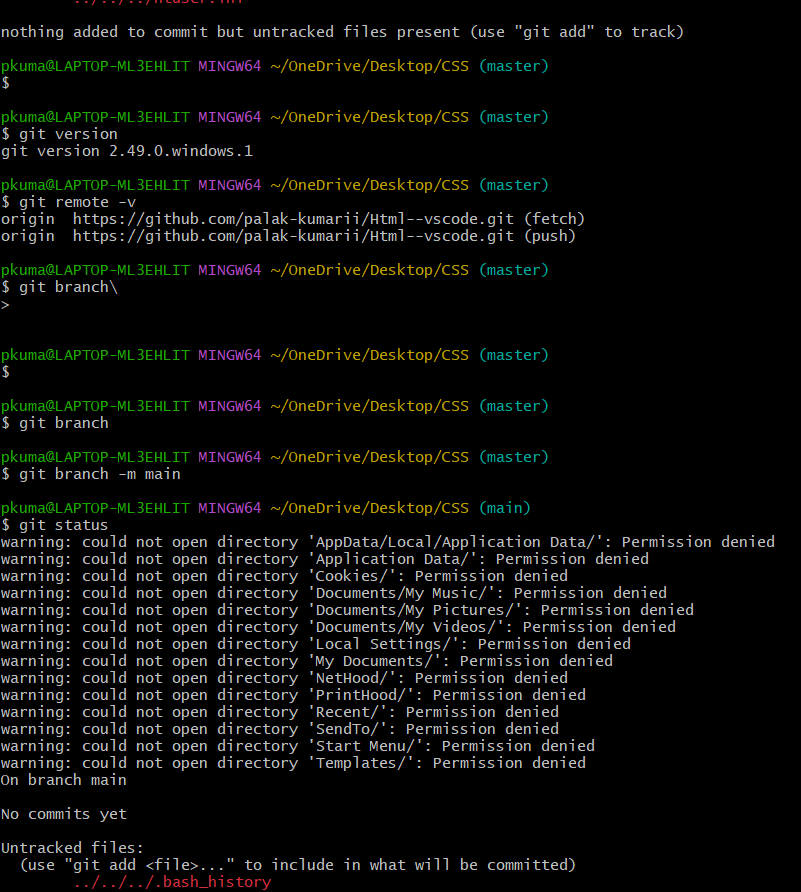 ../../../ntuser.ini
nothing added to commit but untracked files present (use "git add" to track)
pkuma@LAPTOP-ML3EHLIT MINGW64 ~/OneDrive/Desktop/CSS (master)
$
pkuma@LAPTOP-ML3EHLIT MINGW64 ~/OneDrive/Desktop/CSS (master)
$ git version
git version 2.49.0.windows.1
pkuma@LAPTOP-ML3EHLIT MINGW64 ~/OneDrive/Desktop/CSS (master)
$ git remote -v
origin  https://github.com/palak-kumarii/Html--vscode.git (fetch)
origin  https://github.com/palak-kumarii/Html--vscode.git (push)
pkuma@LAPTOP-ML3EHLIT MINGW64 ~/OneDrive/Desktop/CSS (master)
$ git branch\
>
pkuma@LAPTOP-ML3EHLIT MINGW64 ~/OneDrive/Desktop/CSS (master)
$
pkuma@LAPTOP-ML3EHLIT MINGW64 ~/OneDrive/Desktop/CSS (master)
$ git branch
pkuma@LAPTOP-ML3EHLIT MINGW64 ~/OneDrive/Desktop/CSS (master)
$ git branch -m main
pkuma@LAPTOP-ML3EHLIT MINGW64 ~/OneDrive/Desktop/CSS (main)
$ git status
warning: could not open directory 'AppData/Local/Application Data/': Permission denied
warning: could not open directory 'Application Data/': Permission denied
warning: could not open directory 'Cookies/': Permission denied
warning: could not open directory 'Documents/My Music/': Permission denied
warning: could not open directory 'Documents/My Pictures/': Permission denied
warning: could not open directory 'Documents/My Videos/': Permission denied
warning: could not open directory 'Local Settings/': Permission denied
warning: could not open directory 'My Documents/': Permission denied
warning: could not open directory 'NetHood/': Permission denied
warning: could not open directory 'PrintHood/': Permission denied
warning: could not open directory 'Recent/': Permission denied
warning: could not open directory 'SendTo/': Permission denied
warning: could not open directory 'Start Menu/': Permission denied
warning: could not open directory 'Templates/': Permission denied
On branch main
No commits yet
Untracked files:
  (use "git add <file>..." to include in what will be committed)
../../../.bash_history